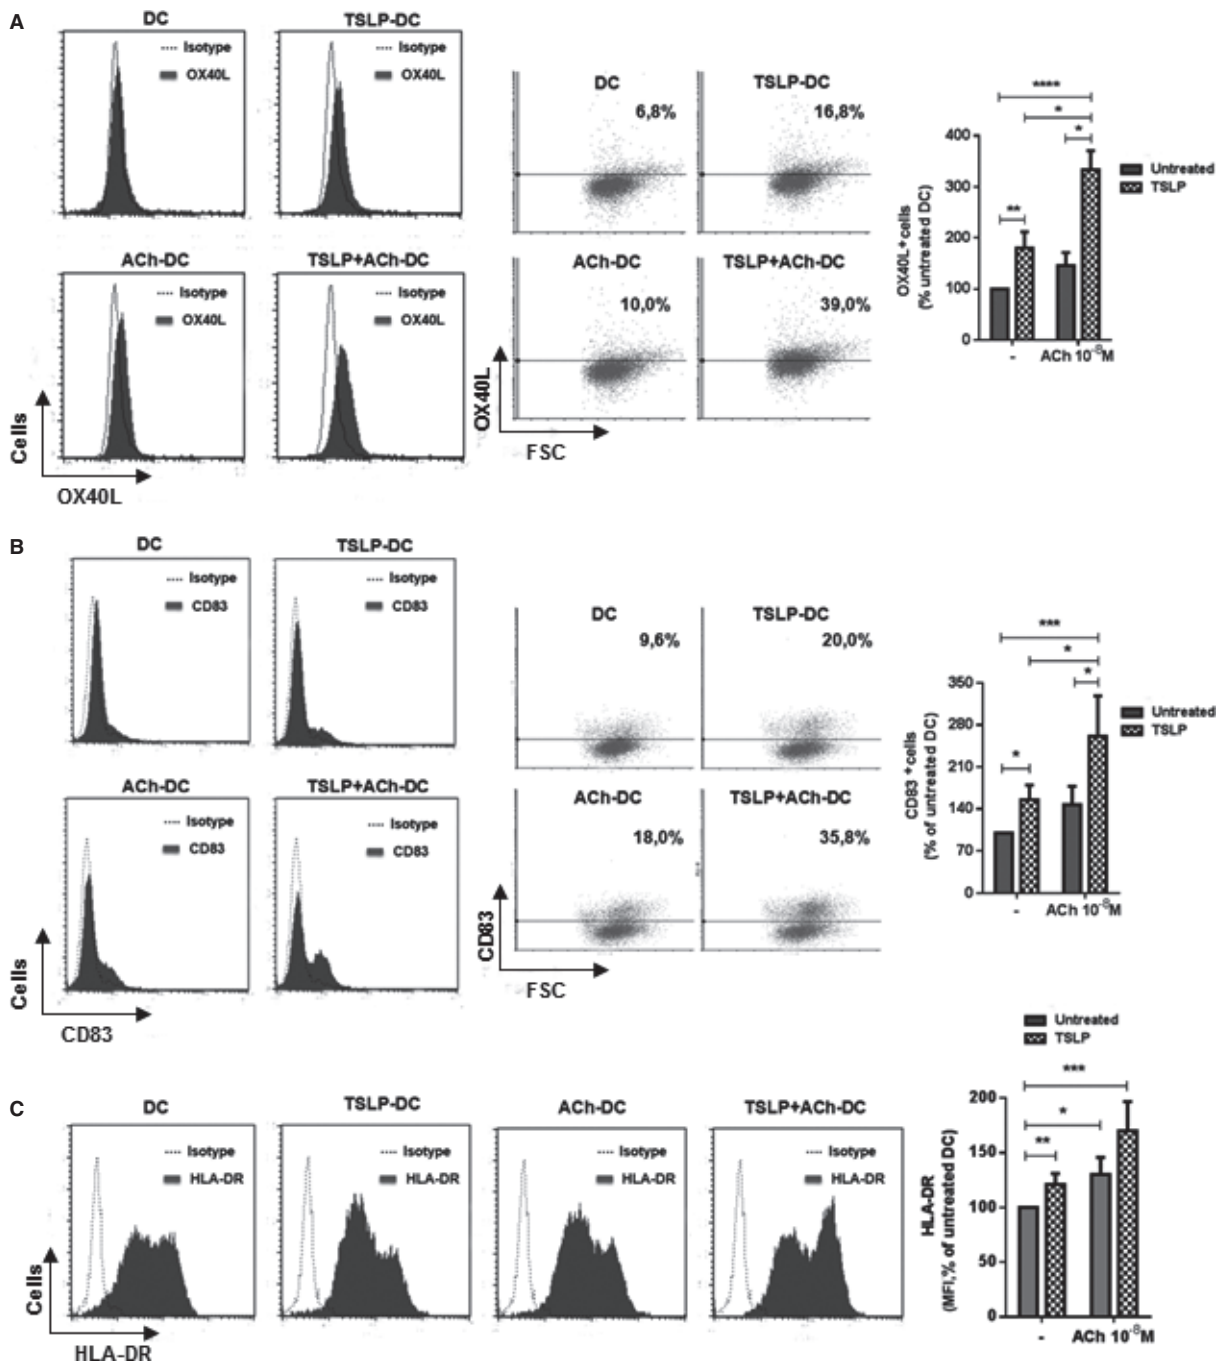 A
DC
Isotype
OX40L
TSLP-DC
Isotype
OX40L
ACh-DC
Isotype
OX40L
TSLP+ACh-DC
Isotype
OX40L
Cells
OX40L
DC
6,8%
TSLP-DC
16,8%
ACh-DC
10,0%
TSLP+ACh-DC
39,0%
OX40L
FSC
****
*
*
**
400
300
200
100
0
OX40L+cells
(% untreated DC)
Untreated
TSLP
- ACh 10-8M
B
DC
Isotype
CD83
TSLP-DC
Isotype
CD83
ACh-DC
Isotype
CD83
TSLP+ACh-DC
Isotype
CD83
Cells
CD83
DC
9,6%
TSLP-DC
20,0%
ACh-DC
18,0%
TSLP+ACh-DC
35,8%
CD83
FSC
***
*
*
*
350
280
210
140
70
0
CD83 +cells
(% of untreated DC)
Untreated
TSLP
- ACh 10-8M
C
DC
Isotype
HLA-DR
TSLP-DC
Isotype
HLA-DR
ACh-DC
Isotype
HLA-DR
TSLP+ACh-DC
Isotype
HLA-DR
Cells
HLA-DR
Untreated
TSLP
***
*
**
200
150
100
50
0
HLA-DR
(MFI,% of untreated DC)
- ACh 10-8M